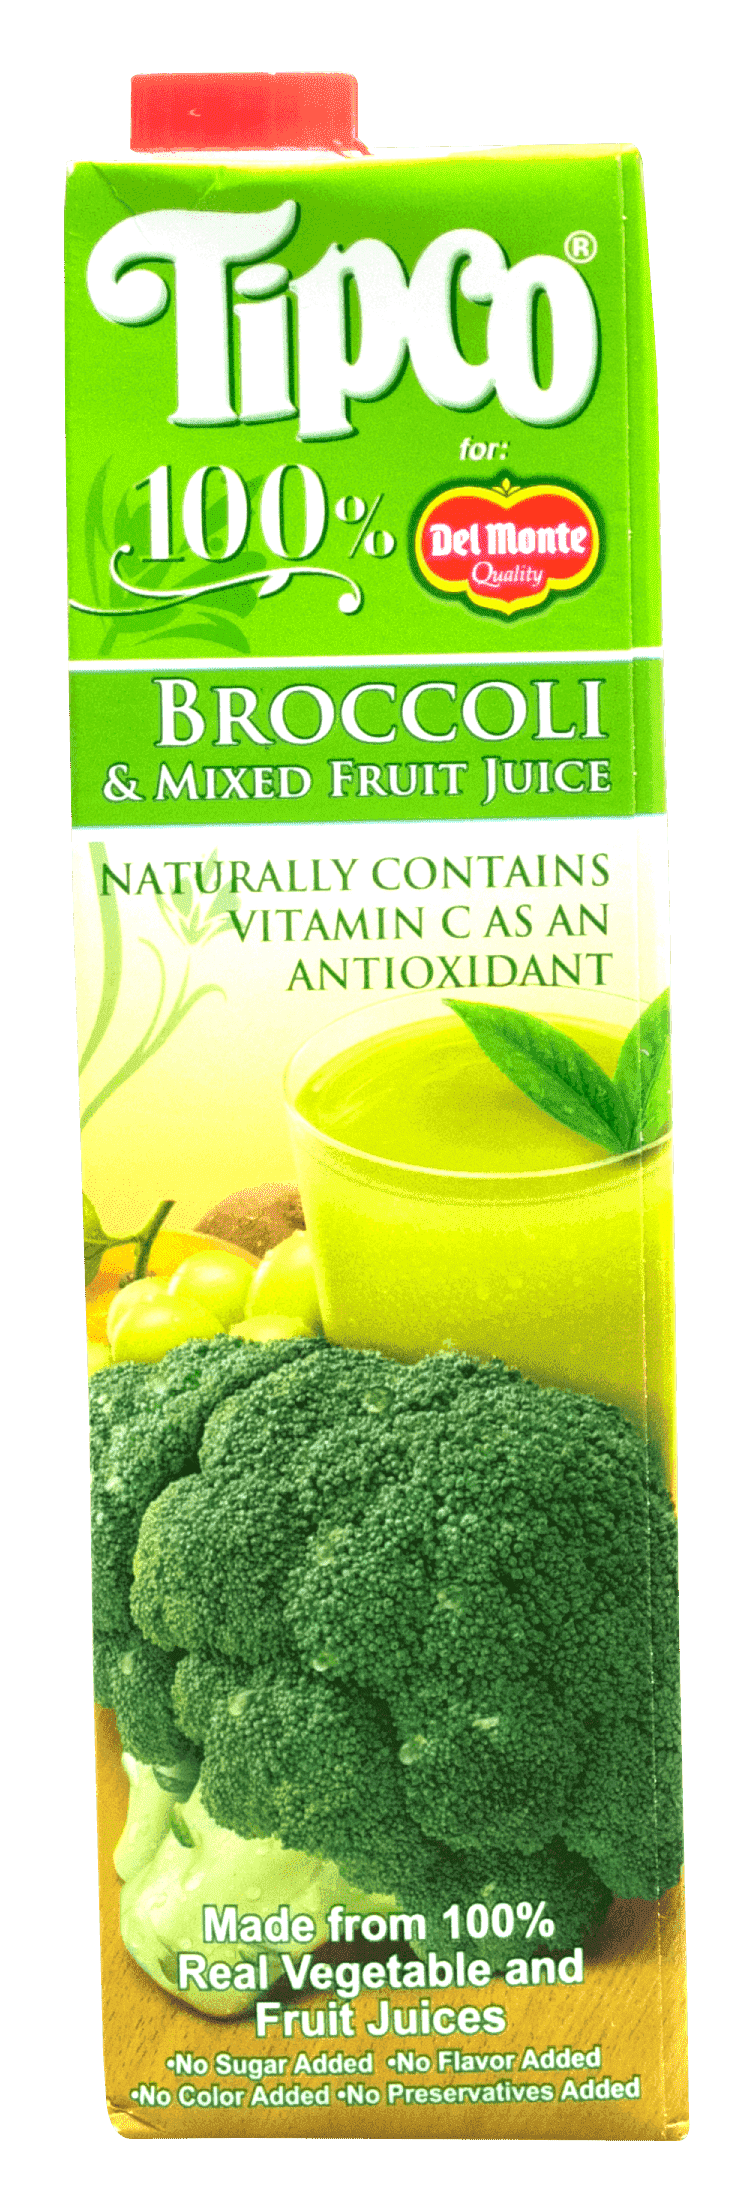 Tipco®
for:
100%
Del Monte
Quality
BROCCOLI
& MIXED FRUIT JUICE
NATURALLY CONTAINS
VITAMIN C AS AN
ANTIOXIDANT
Made from 100%
Real Vegetable and
Fruit Juices
•No Sugar Added •No Flavor Added
•No Color Added •No Preservatives Added